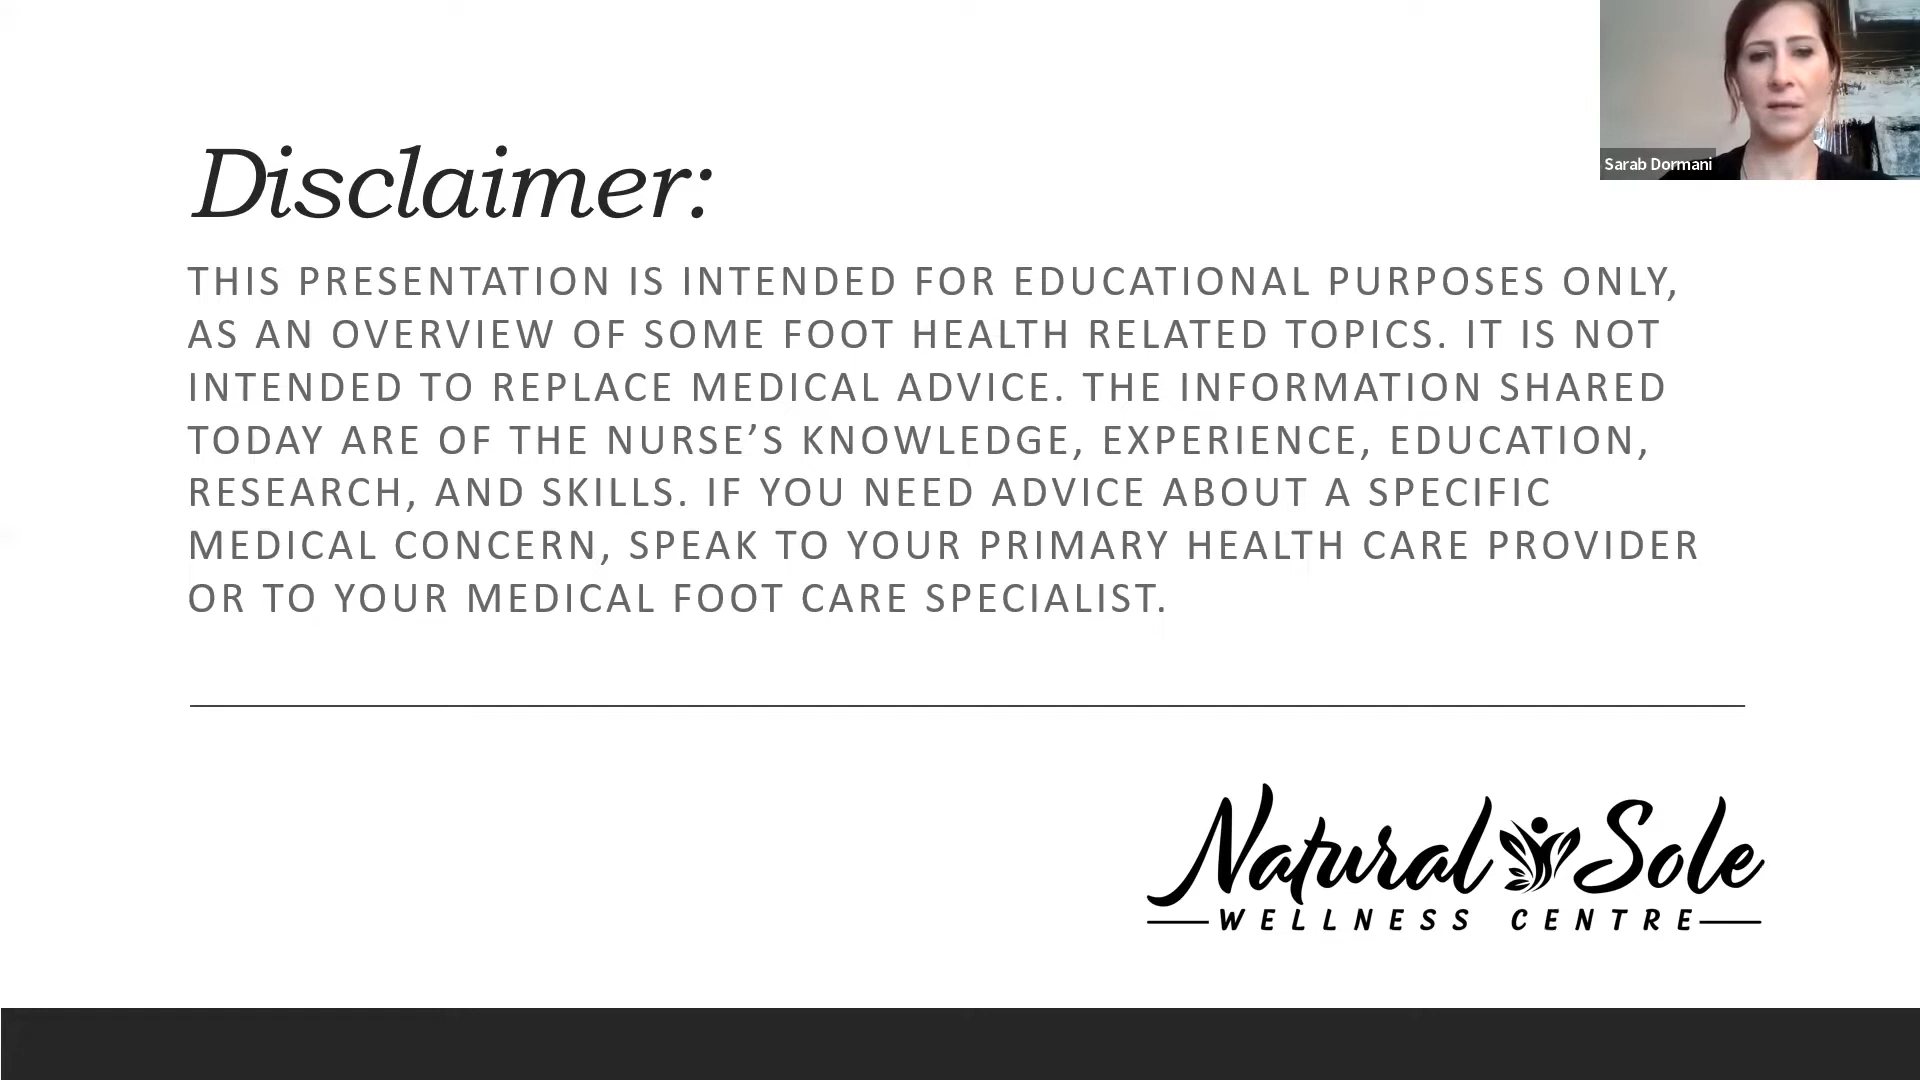 Sarab Dormani
Disclaimer:
THIS PRESENTATION IS INTENDED FOR EDUCATIONAL PURPOSES ONLY,
AS AN OVERVIEW OF SOME FOOT HEALTH RELATED TOPICS. IT IS NOT
INTENDED TO REPLACE MEDICAL ADVICE. THE INFORMATION SHARED
TODAY ARE OF THE NURSE’S KNOWLEDGE, EXPERIENCE, EDUCATION,
RESEARCH, AND SKILLS. IF YOU NEED ADVICE ABOUT A SPECIFIC
MEDICAL CONCERN, SPEAK TO YOUR PRIMARY HEALTH CARE PROVIDER
OR TO YOUR MEDICAL FOOT CARE SPECIALIST.
Natural Sole
WELLNESS CENTRE